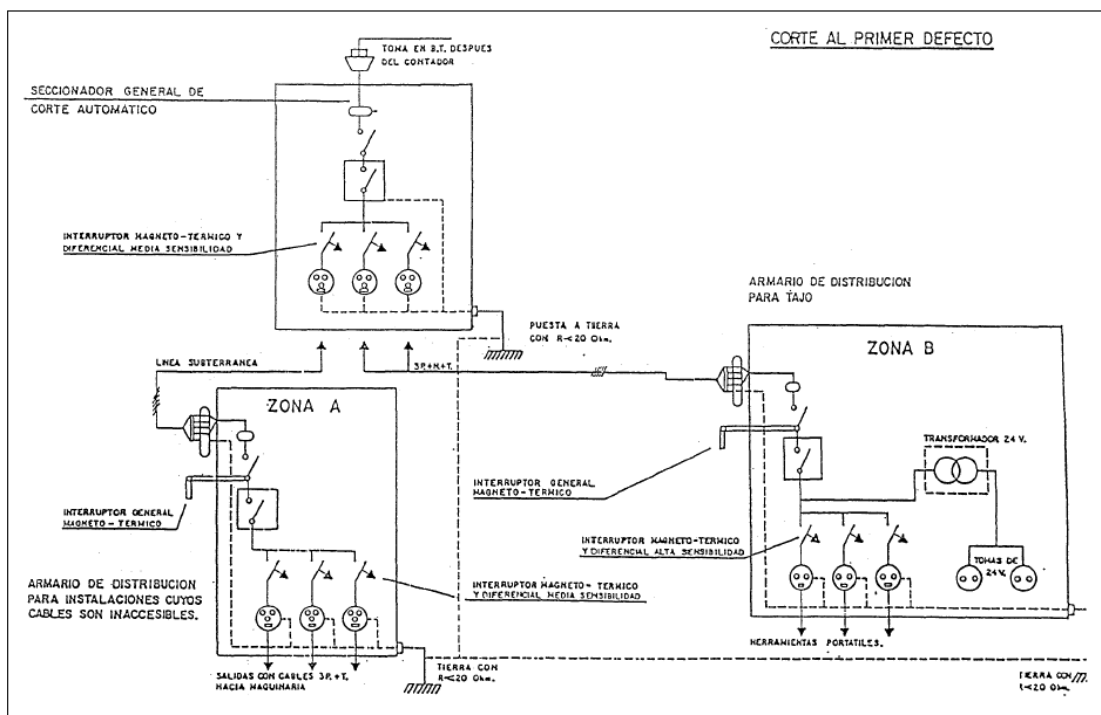 CORTE AL PRIMER DEFECTO
TOMA EN B.T. DESPUES
DEL CONTADOR
SECCIONADOR GENERAL DE
CORTE AUTOMÁTICO
INTERRUPTOR MAGNETO-TERMICO Y
DIFERENCIAL MEDIA SENSIBILIDAD
ARMARIO DE DISTRIBUCION
PARA TAJO
PUESTA A TIERRA
CON R-<20 Ohm.
LINEA SUBTERRANEA
3P.+N.+T.
ZONA A
ZONA B
TRANSFORMADOR 24 V.
INTERRUPTOR GENERAL
MAGNETO-TERMICO
INTERRUPTOR GENERAL
MAGNETO-TERMICO
INTERRUPTOR MAGNETO-TERMICO
Y DIFERENCIAL ALTA SENSIBILIDAD
TOMAS DE
24V.
ARMARIO DE DISTRIBUCION
PARA INSTALACIONES CUYOS
CABLES SON INACCESIBLES.
INTERRUPTOR MAGNETO-TERMICO
Y DIFERENCIAL MEDIA SENSIBILIDAD
HERRAMIENTAS PORTATILES.
SALIDAS CON CABLES 3P.+T.
HACIA MAQUINARIA
TIERRA CON
R-<20 Ohm.
TIERRA CON
<20 Ohm.